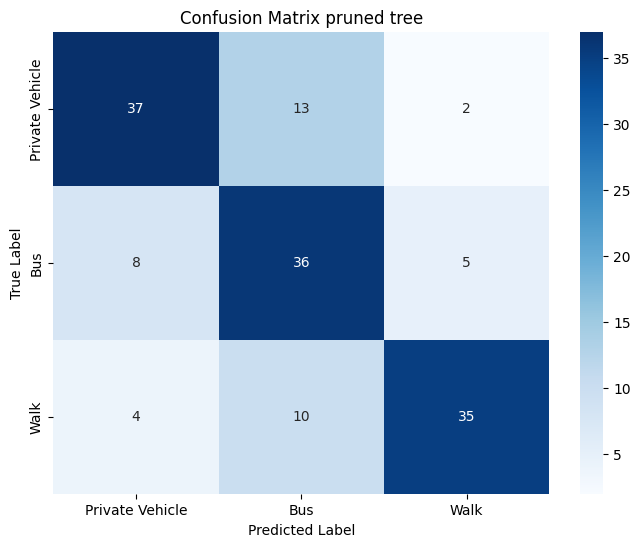 Confusion Matrix pruned tree
True Label
Private Vehicle
37 13 2
Bus
8 36 5
Walk
4 10 35
Private Vehicle Bus Walk
Predicted Label
35
30
25
20
15
10
5